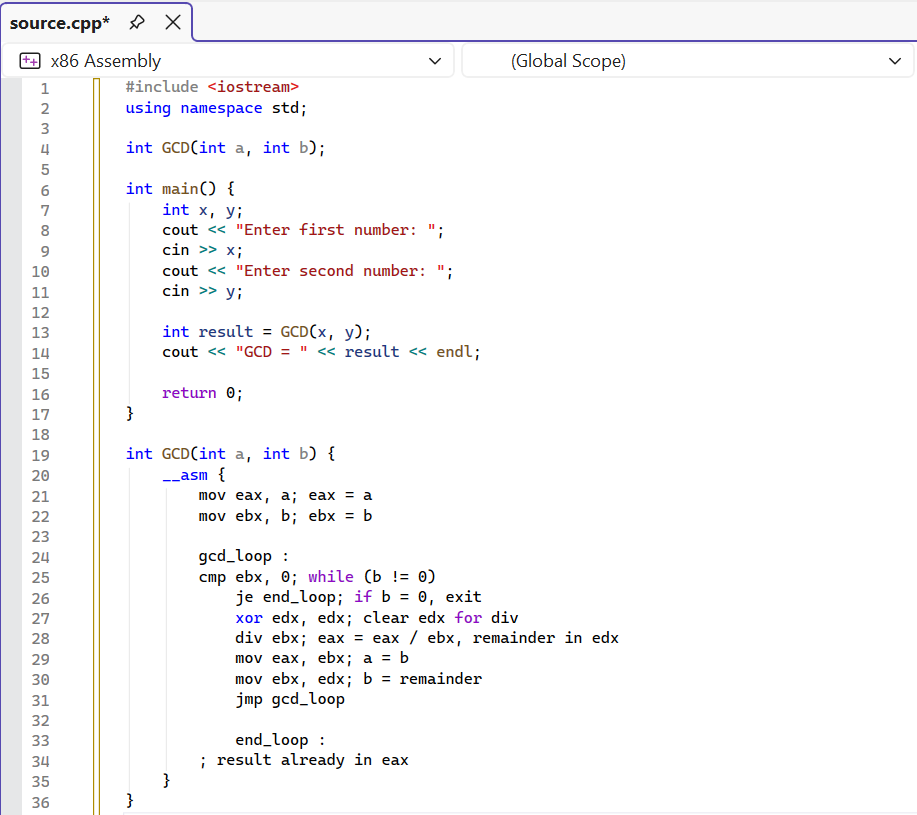 source.cpp*
x86 Assembly (Global Scope)
1 #include <iostream>
2 using namespace std;
3
4 int GCD(int a, int b);
5
6 int main() {
7 int x, y;
8 cout << "Enter first number: ";
9 cin >> x;
10 cout << "Enter second number: ";
11 cin >> y;
12
13 int result = GCD(x, y);
14 cout << "GCD = " << result << endl;
15
16 return 0;
17 }
18
19 int GCD(int a, int b) {
20 __asm {
21 mov eax, a; eax = a
22 mov ebx, b; ebx = b
23
24 gcd_loop :
25 cmp ebx, 0; while (b != 0)
26 je end_loop; if b = 0, exit
27 xor edx, edx; clear edx for div
28 div ebx; eax = eax / ebx, remainder in edx
29 mov eax, ebx; a = b
30 mov ebx, edx; b = remainder
31 jmp gcd_loop
32
33 end_loop :
34 ; result already in eax
35 }
36 }